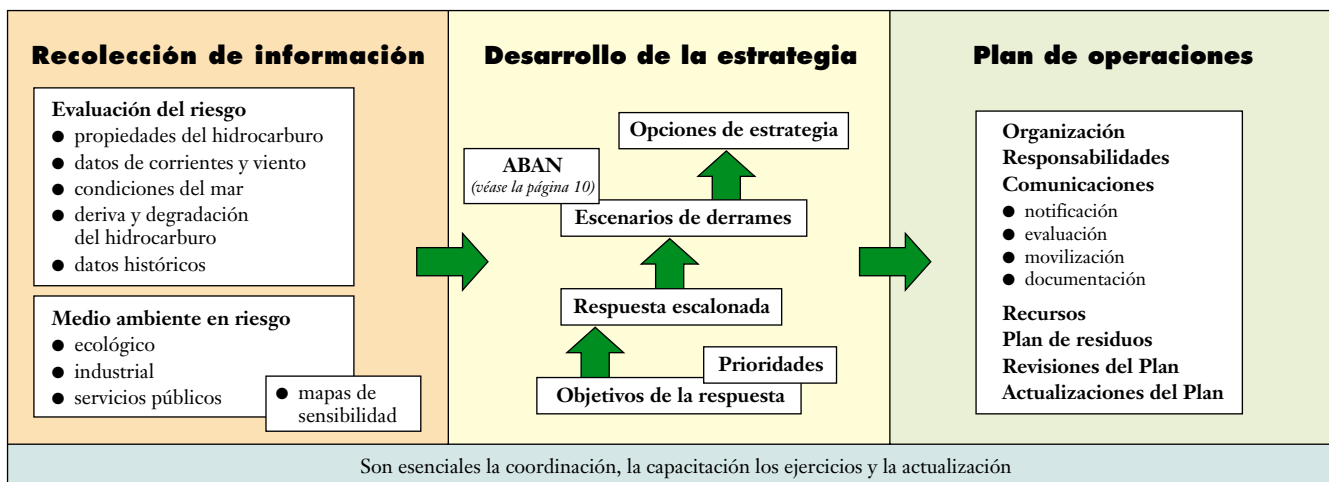 Recolección de información
Evaluación del riesgo
● propiedades del hidrocarburo
● datos de corrientes y viento
● condiciones del mar
● deriva y degradación
del hidrocarburo
● datos históricos
Medio ambiente en riesgo
● ecológico
● industrial
● servicios públicos
● mapas de
sensibilidad
Desarrollo de la estrategia
Opciones de estrategia
ABAN
(véase la página 10)
Escenarios de derrames
Respuesta escalonada
Prioridades
Objetivos de la respuesta
Plan de operaciones
Organización
Responsabilidades
Comunicaciones
● notificación
● evaluación
● movilización
● documentación
Recursos
Plan de residuos
Revisiones del Plan
Actualizaciones del Plan
Son esenciales la coordinación, la capacitación los ejercicios y la actualización